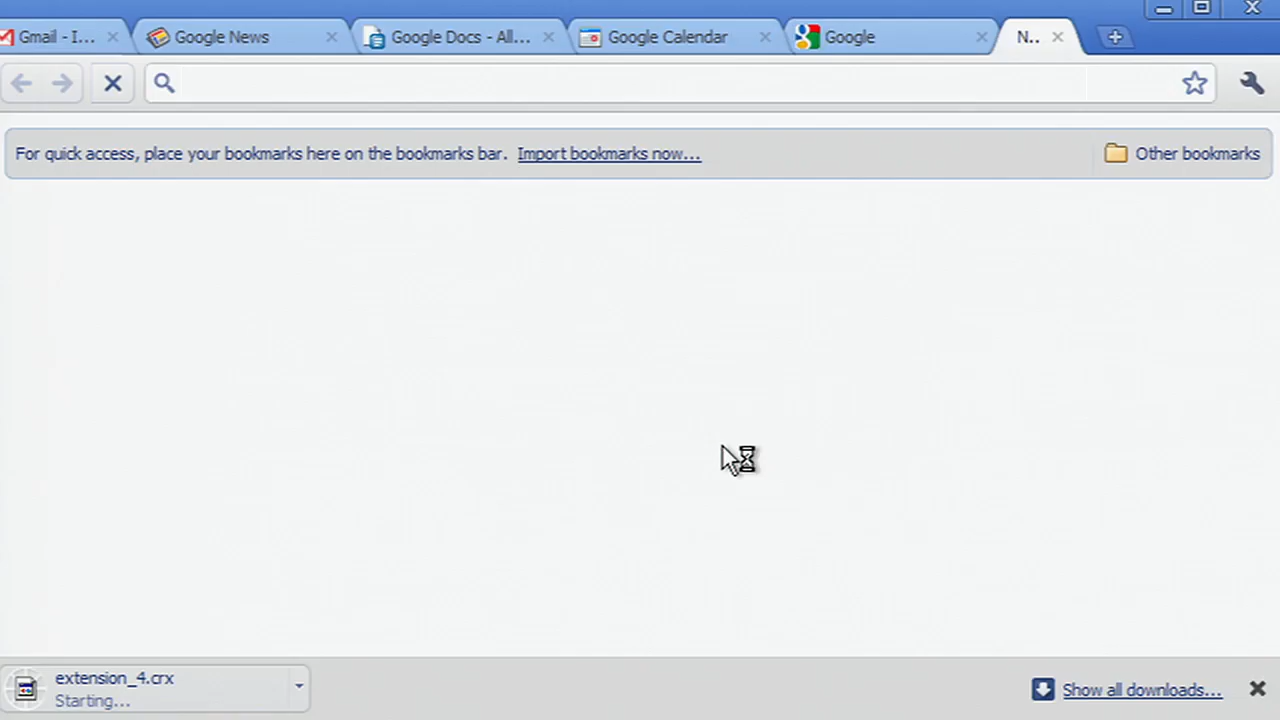 Gmail - I...
Google News
Google Docs - All...
Google Calendar
Google
N..
For quick access, place your bookmarks here on the bookmarks bar. Import bookmarks now...
Other bookmarks
extension_4.crx
Starting...
Show all downloads...